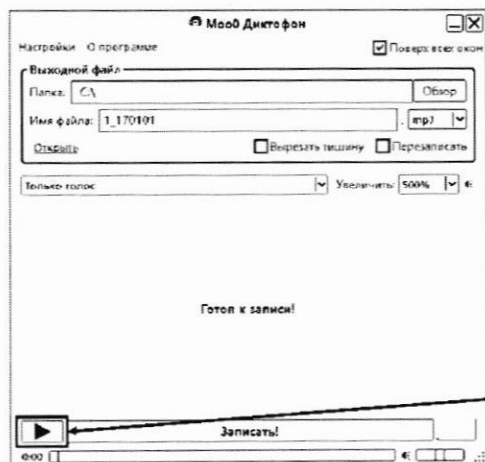 Моо0 Диктофон
Настройки О программе Поверх всех окон
Выходной файл
Папка: C:\ Обзор
Имя файла: 1_170101 . mp3
Открыть Вырезать тишину Перезаписать
Только голос Увеличить: 500%
Готов к записи!
Записать!
0:00